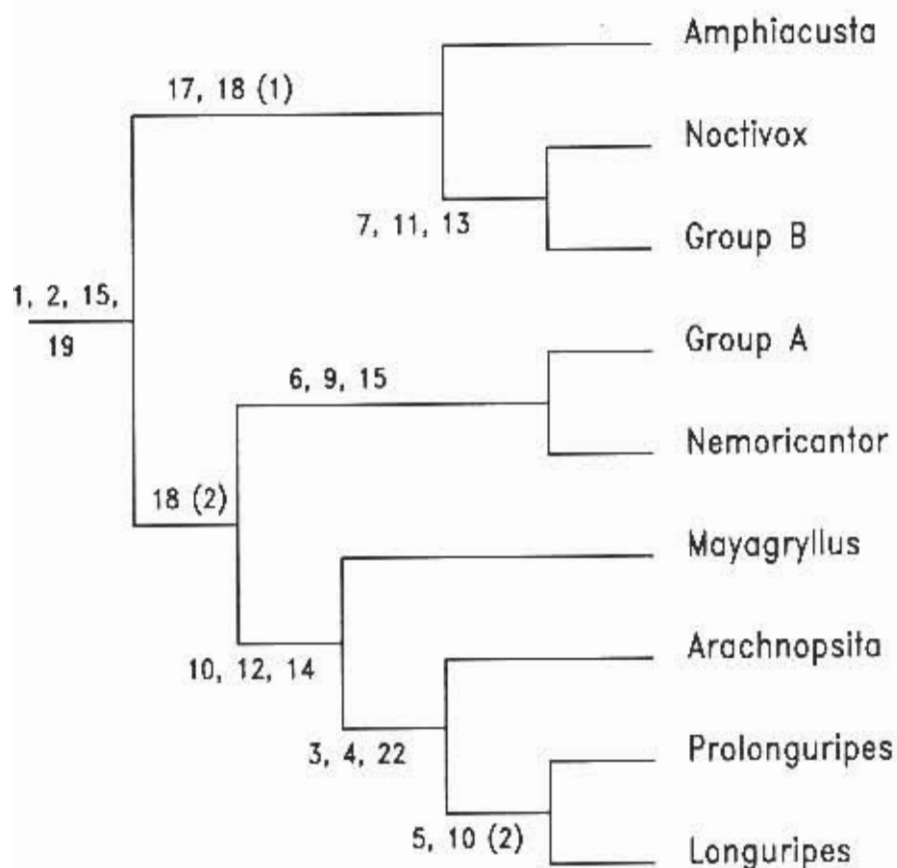 Amphiacusta
17, 18 (1)
Noctivox
7, 11, 13
Group B
1, 2, 15,
19
Group A
6, 9, 15
Nemoricantor
18 (2)
Mayagryllus
Arachnopsita
10, 12, 14
3, 4, 22
Prolonguripes
5, 10 (2)
Longuripes